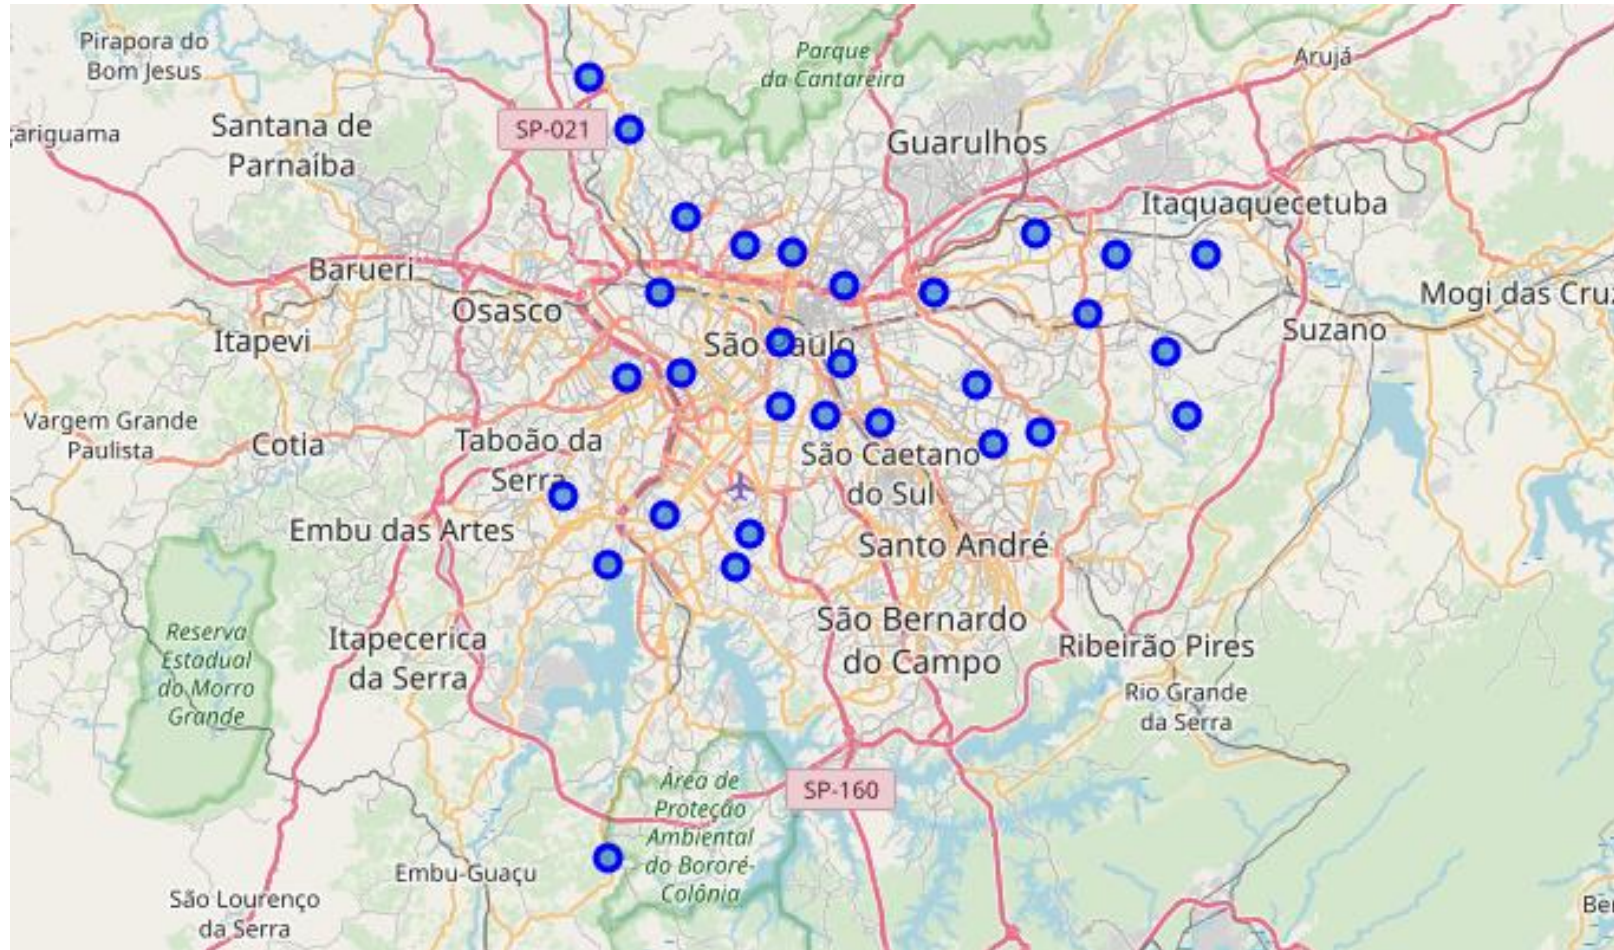 Pirapora do
Bom Jesus
Parque
da Cantareira
Arujá
ariguama
Santana de
Parnaíba
SP-021
Guarulhos
Itaquaquecetuba
Barueri
Osasco
Mogi das Cru
Itapevi
São Paulo
Suzano
Vargem Grande
Paulista
Cotia
Taboão da
Serra
São Caetano
do Sul
Embu das Artes
Santo André
Reserva
Estadual
do Morro
Grande
Itapecerica
da Serra
São Bernardo
do Campo
Ribeirão Pires
Rio Grande
da Serra
Área de
Proteção
Ambiental
do Bororé-
Colônia
SP-160
Embu-Guaçu
São Lourenço
da Serra
Ber